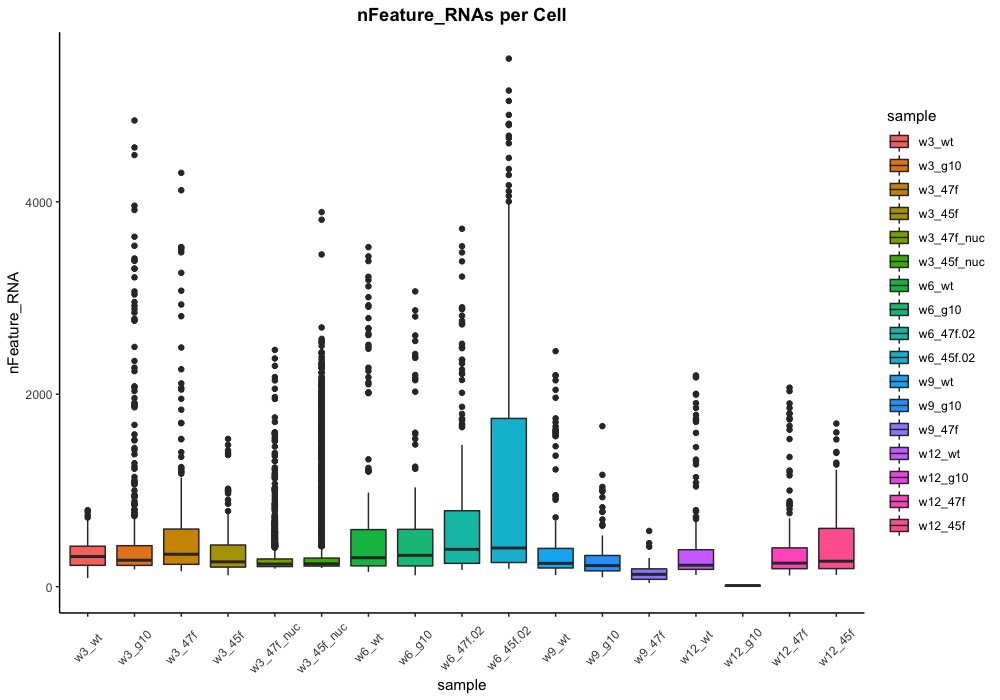 nFeature_RNAs per Cell
nFeature_RNA
4000
2000
0
w3_wt
w3_g10
w3_47f
w3_45f
w3_47f_nuc
w3_45f_nuc
w6_wt
w6_g10
w6_47f.02
w6_45f.02
w9_wt
w9_g10
w9_47f
w12_wt
w12_g10
w12_47f
w12_45f
sample
sample
w3_wt
w3_g10
w3_47f
w3_45f
w3_47f_nuc
w3_45f_nuc
w6_wt
w6_g10
w6_47f.02
w6_45f.02
w9_wt
w9_g10
w9_47f
w12_wt
w12_g10
w12_47f
w12_45f